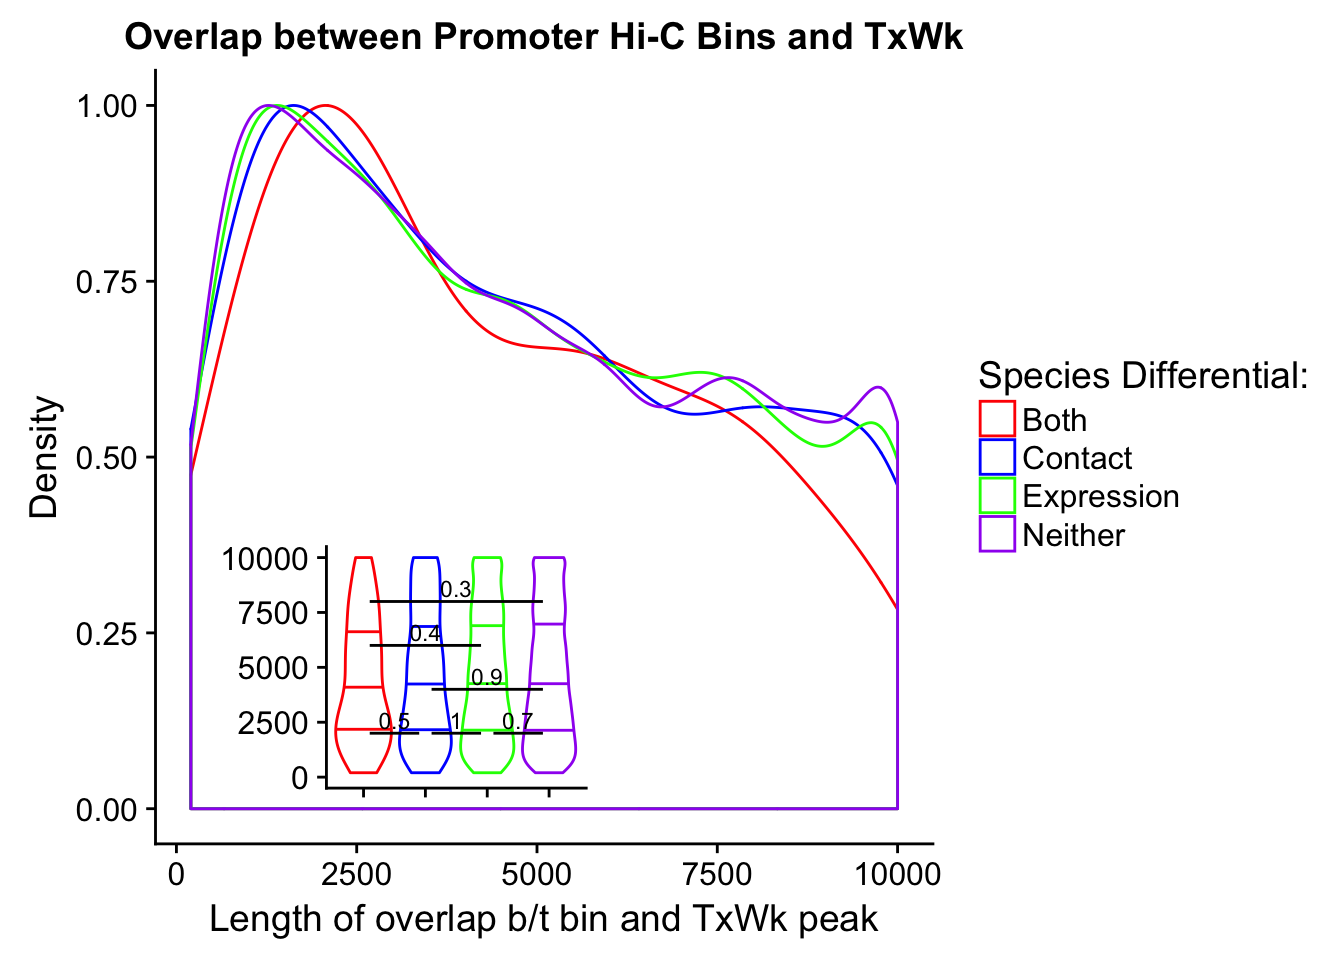 Overlap between Promoter Hi-C Bins and TxWk
1.00
0.75
0.50
0.25
0.00
Density
0
2500
5000
7500
10000
Length of overlap b/t bin and TxWk peak
10000
7500
5000
2500
0
0.3
0.4
0.9
0.5
1
0.7
Species Differential:
Both
Contact
Expression
Neither